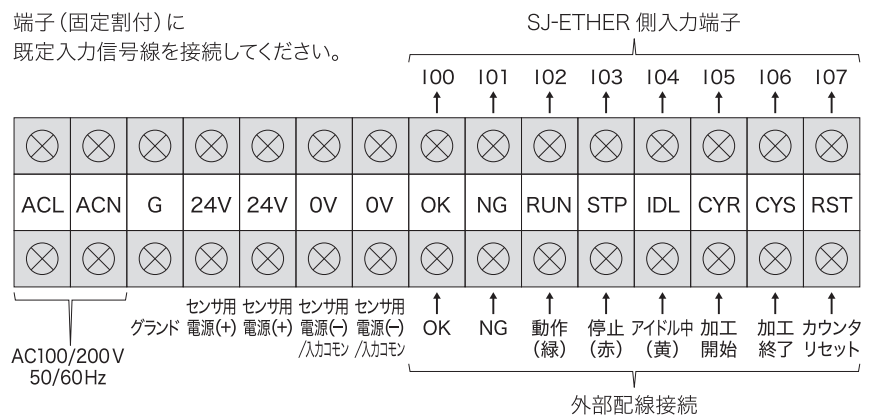 端子(固定割付)に
既定入力信号線を接続してください。
SJ-ETHER 側入力端子
I00 I01 I02 I03 I04 I05 I06 I07
ACL ACN G 24V 24V 0V 0V OK NG RUN STP IDL CYR CYS RST
AC100/200V
50/60Hz
グランド
センサ用
電源(+)
センサ用
電源(+)
センサ用
電源(−)
/入力コモン
センサ用
電源(−)
/入力コモン
OK
NG
動作
(緑)
停止
(赤)
アイドル中
(黄)
加工
開始
加工
終了
カウンタ
リセット
外部配線接続